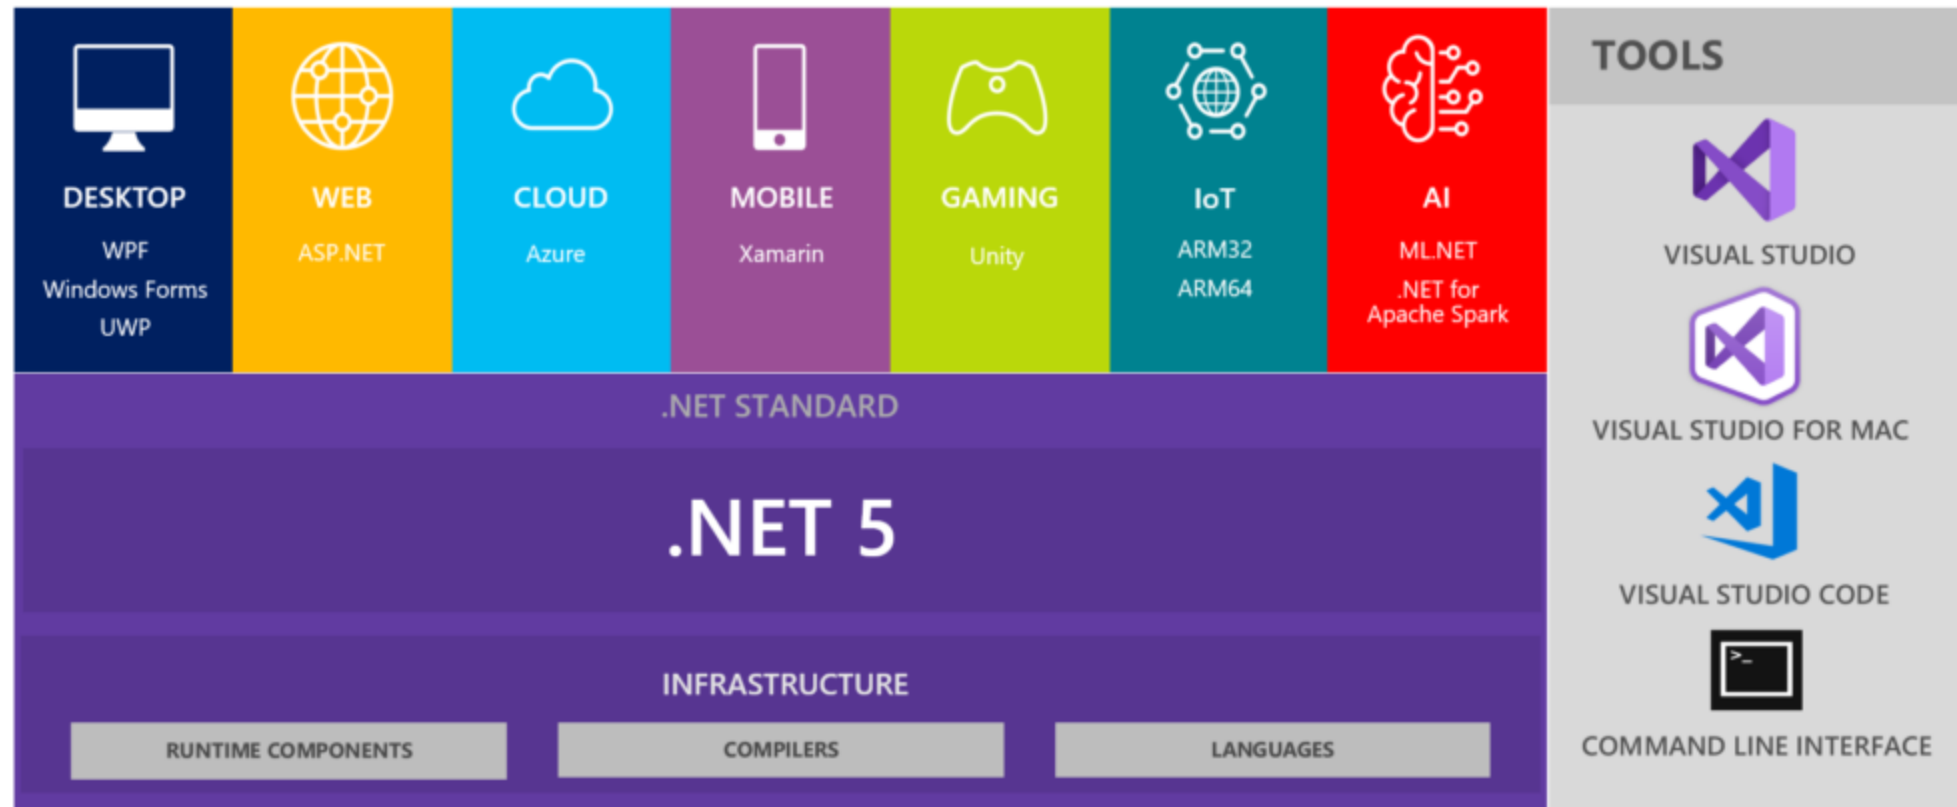 DESKTOP
WPF
Windows Forms
UWP
WEB
ASP.NET
CLOUD
Azure
MOBILE
Xamarin
GAMING
Unity
IoT
ARM32
ARM64
AI
ML.NET
.NET for
Apache Spark
.NET STANDARD
.NET 5
INFRASTRUCTURE
RUNTIME COMPONENTS
COMPILERS
LANGUAGES
TOOLS
VISUAL STUDIO
VISUAL STUDIO FOR MAC
VISUAL STUDIO CODE
>_
COMMAND LINE INTERFACE